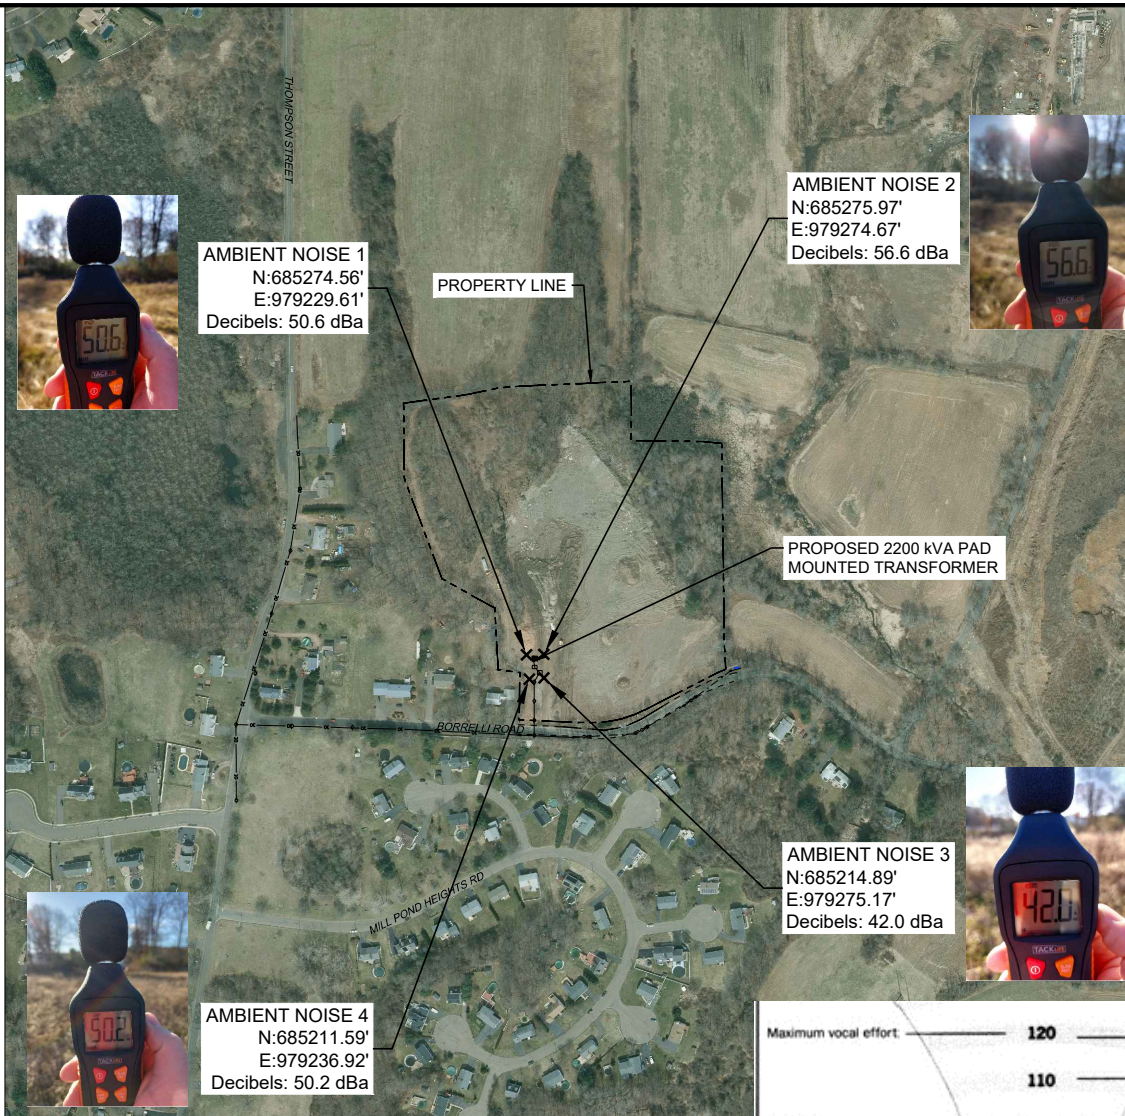 THOMPSON STREET
AMBIENT NOISE 2
N:685275.97'
E:979274.67'
Decibels: 56.6 dBa
56.6
AMBIENT NOISE 1
N:685274.56'
E:979229.61'
Decibels: 50.6 dBa
50.6
TACKLIFE
PROPERTY LINE
PROPOSED 2200 kVA PAD
MOUNTED TRANSFORMER
BORRELLI ROAD
MILL POND HEIGHTS RD
AMBIENT NOISE 3
N:685214.89'
E:979275.17'
Decibels: 42.0 dBa
42.0
TACKLIFE
AMBIENT NOISE 4
N:685211.59'
E:979236.92'
Decibels: 50.2 dBa
50.2
TACKLIFE
Maximum vocal effort 120
110